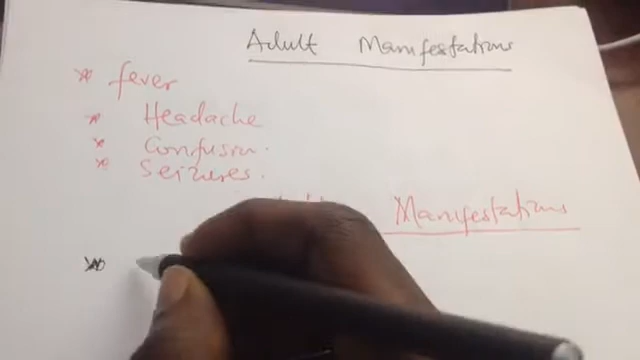 Adult Manifestations
* fever
* Headache
* Confusion.
* Seizures.
Manifestations
*